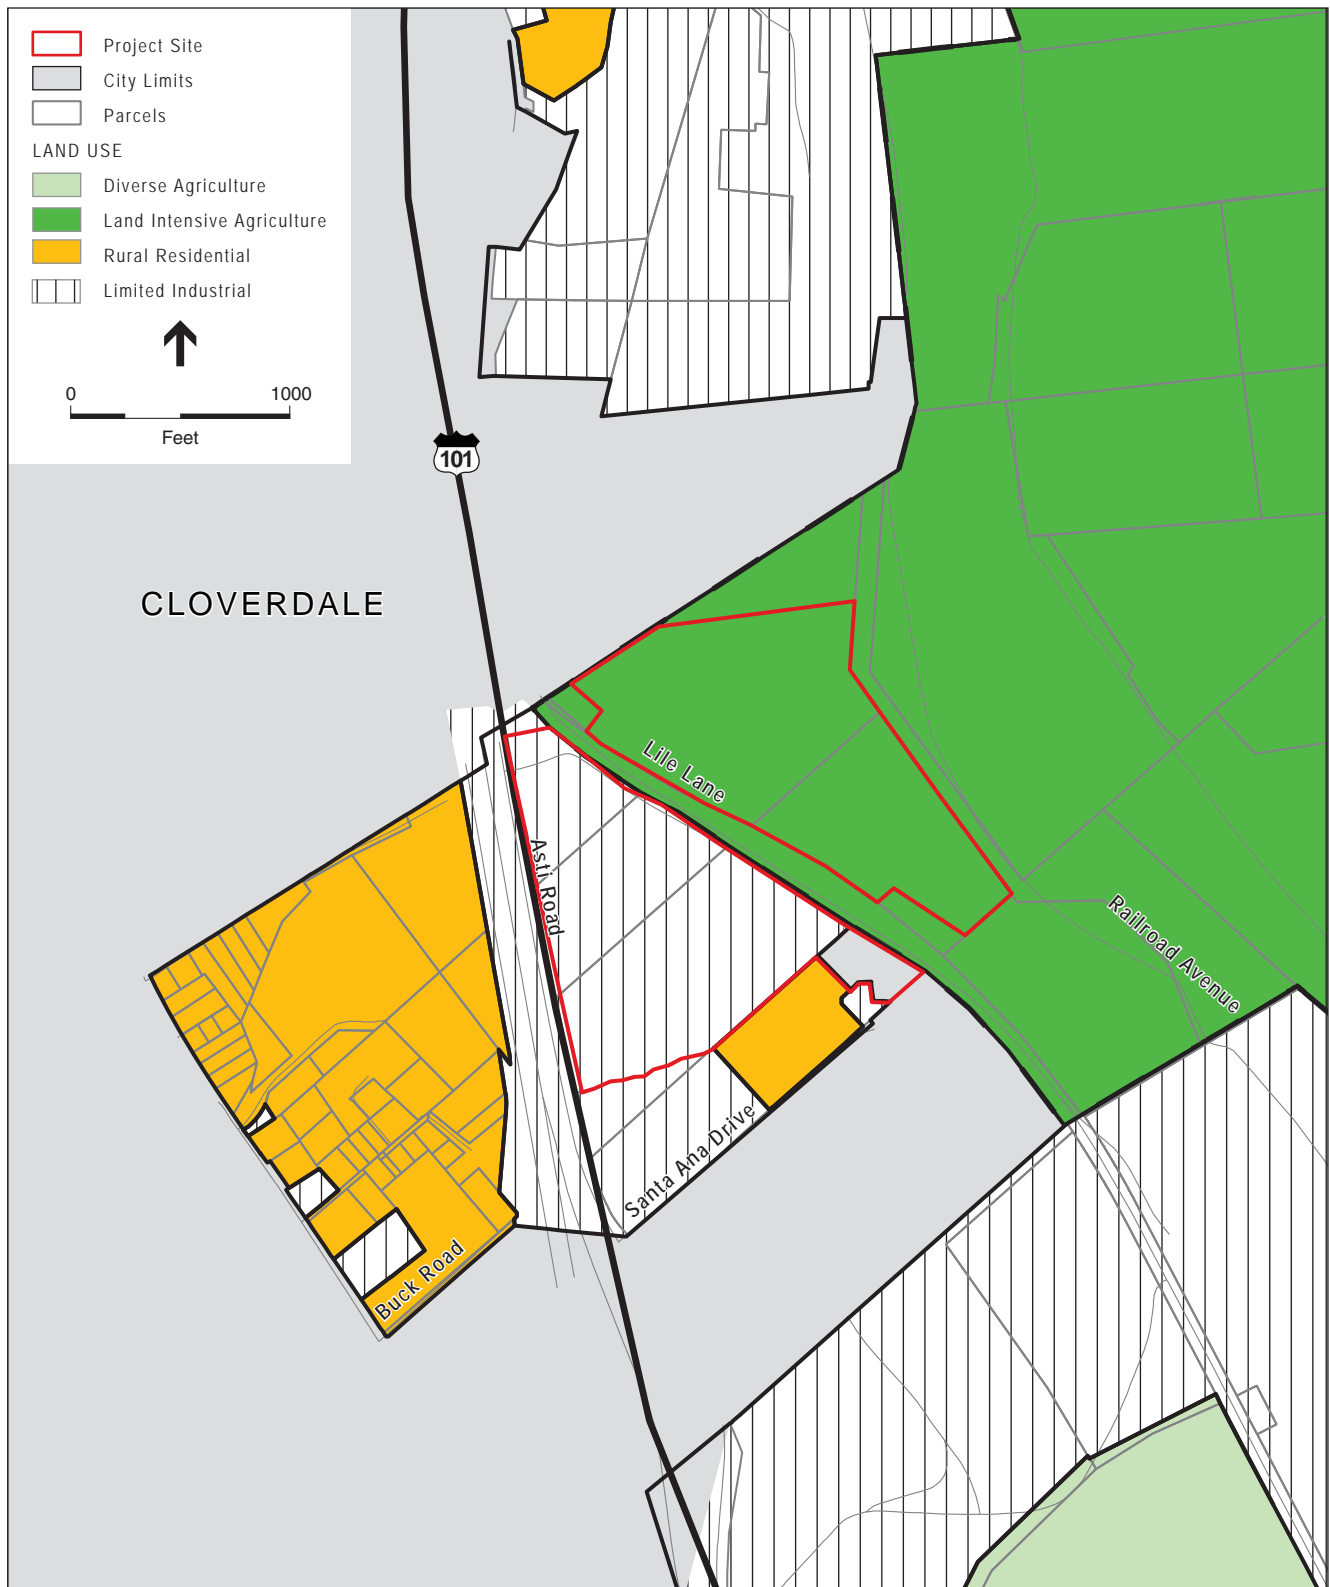 Project Site
City Limits
Parcels
LAND USE
Diverse Agriculture
Land Intensive Agriculture
Rural Residential
Limited Industrial
0 1000
Feet
101
CLOVERDALE
Lile Lane
Asti Road
Railroad Avenue
Santa Ana Drive
Buck Road